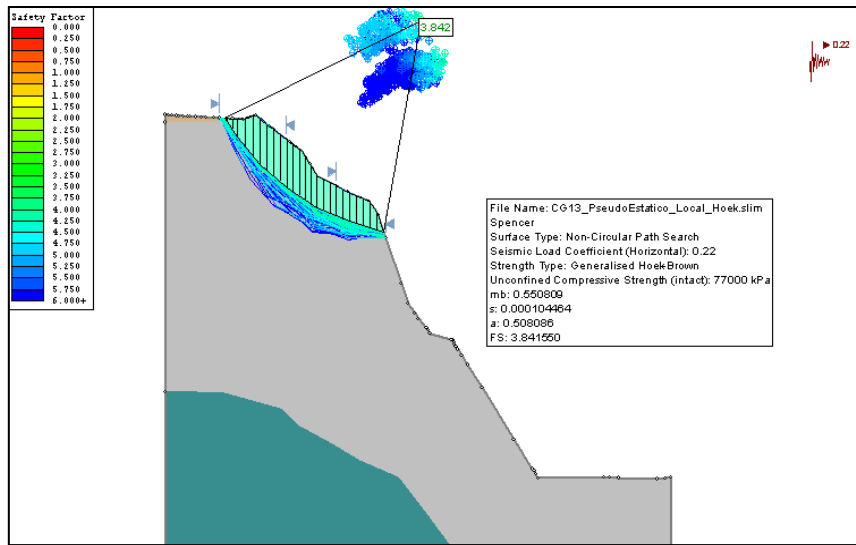 Safety Factor
0.000
0.250
0.500
0.750
1.000
1.250
1.500
1.750
2.000
2.250
2.500
2.750
3.000
3.250
3.500
3.750
4.000
4.250
4.500
4.750
5.000
5.250
5.500
5.750
6.000+
3.842
0.22
File Name: CG13_PseudoEstatico_Local_Hoek.slim
Spencer
Surface Type: Non-Circular Path Search
Seismic Load Coefficient (Horizontal): 0.22
Strength Type: Generalised Hoek-Brown
Unconfined Compressive Strength (intact): 77000 kPa
mb: 0.550809
s: 0.000104464
a: 0.508086
FS: 3.841550